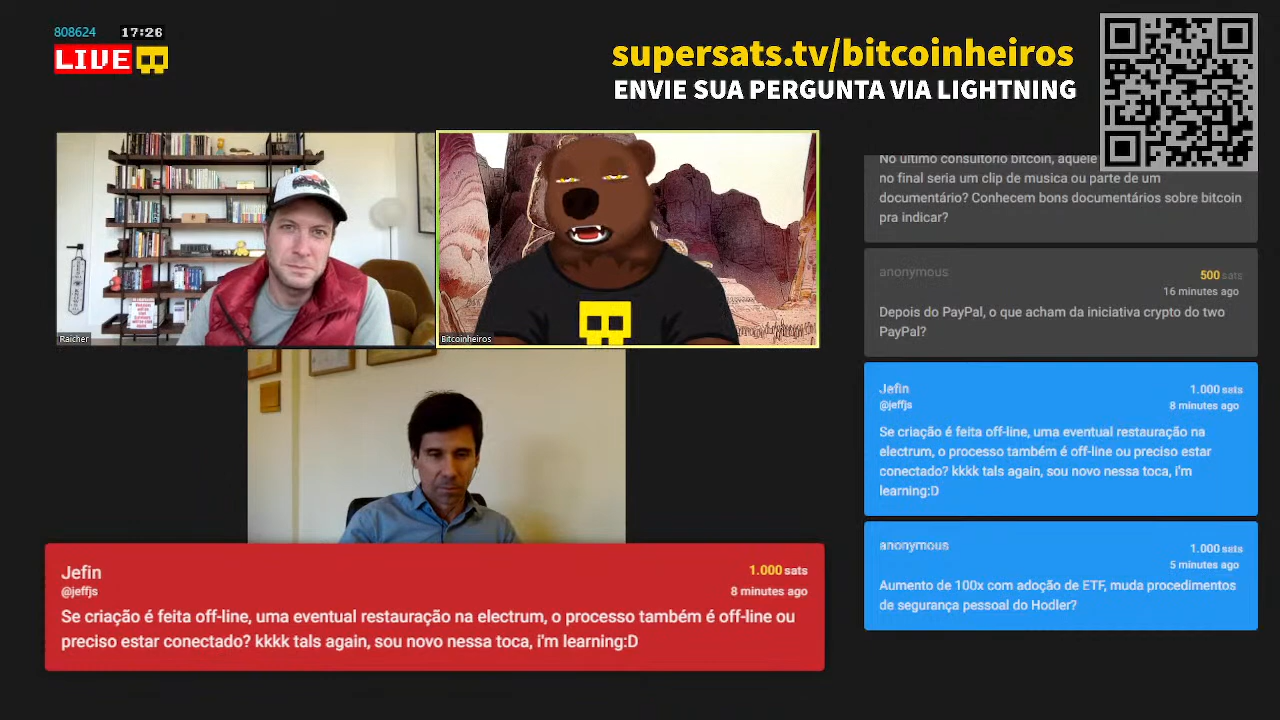 808624 17:26
LIVE
supersats.tv/bitcoinheiros
ENVIE SUA PERGUNTA VIA LIGHTNING
Raicher
Bitcoinheiros
No último consultório bitcoin, aquele
no final seria um clip de musica ou parte de um
documentário? Conhecem bons documentários sobre bitcoin
pra indicar?
anonymous
500 sats
16 minutes ago
Depois do PayPal, o que acham da iniciativa crypto do two
PayPal?
Jefin
1.000 sats
@jeffjs
8 minutes ago
Se criação é feita off-line, uma eventual restauração na
electrum, o processo também é off-line ou preciso estar
conectado? kkkk tals again, sou novo nessa toca, i'm
learning:D
anonymous
1.000 sats
5 minutes ago
Aumento de 100x com adoção de ETF, muda procedimentos
de segurança pessoal do Hodler?
Jefin
1.000 sats
@jeffjs
8 minutes ago
Se criação é feita off-line, uma eventual restauração na electrum, o processo também é off-line ou
preciso estar conectado? kkkk tals again, sou novo nessa toca, i'm learning:D